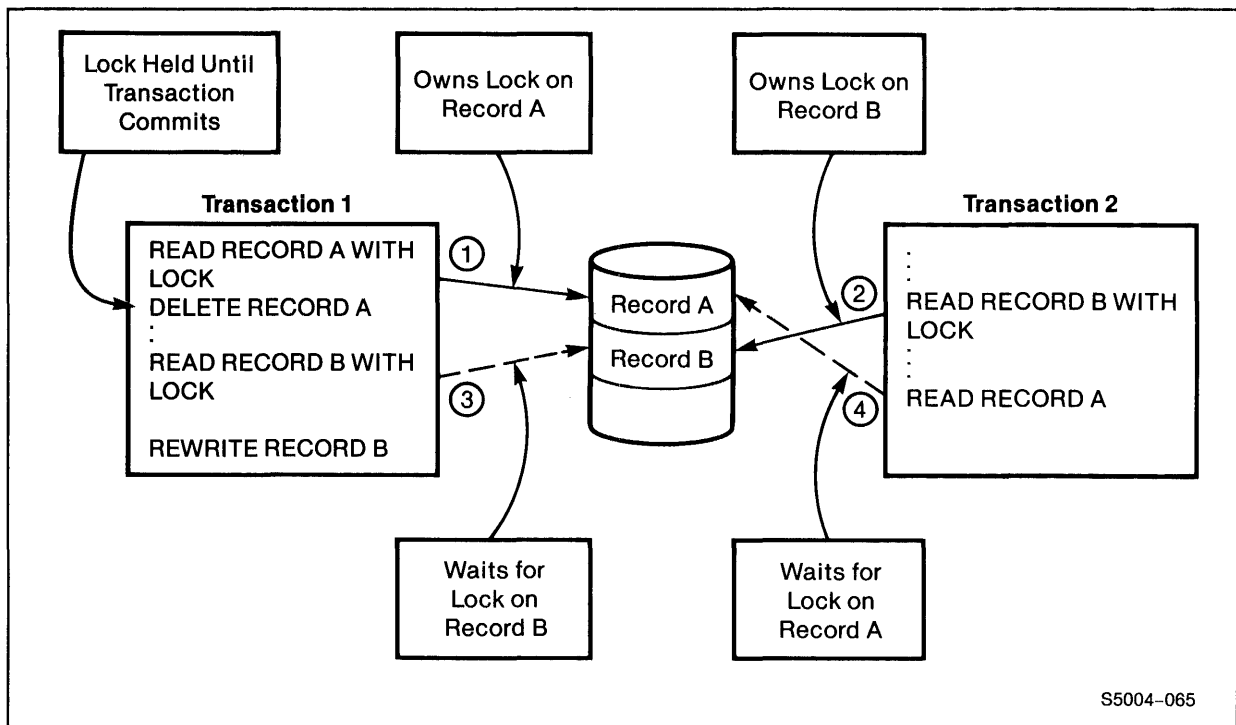 Lock Held Until
Transaction
Commits
Owns Lock on
Record A
Owns Lock on
Record B
Transaction 1
READ RECORD A WITH
LOCK
DELETE RECORD A
.
.
READ RECORD B WITH
LOCK
REWRITE RECORD B
1
3
Record A
Record B
Transaction 2
.
.
READ RECORD B WITH
LOCK
.
.
.
READ RECORD A
2
4
Waits for
Lock on
Record B
Waits for
Lock on
Record A
S5004-065